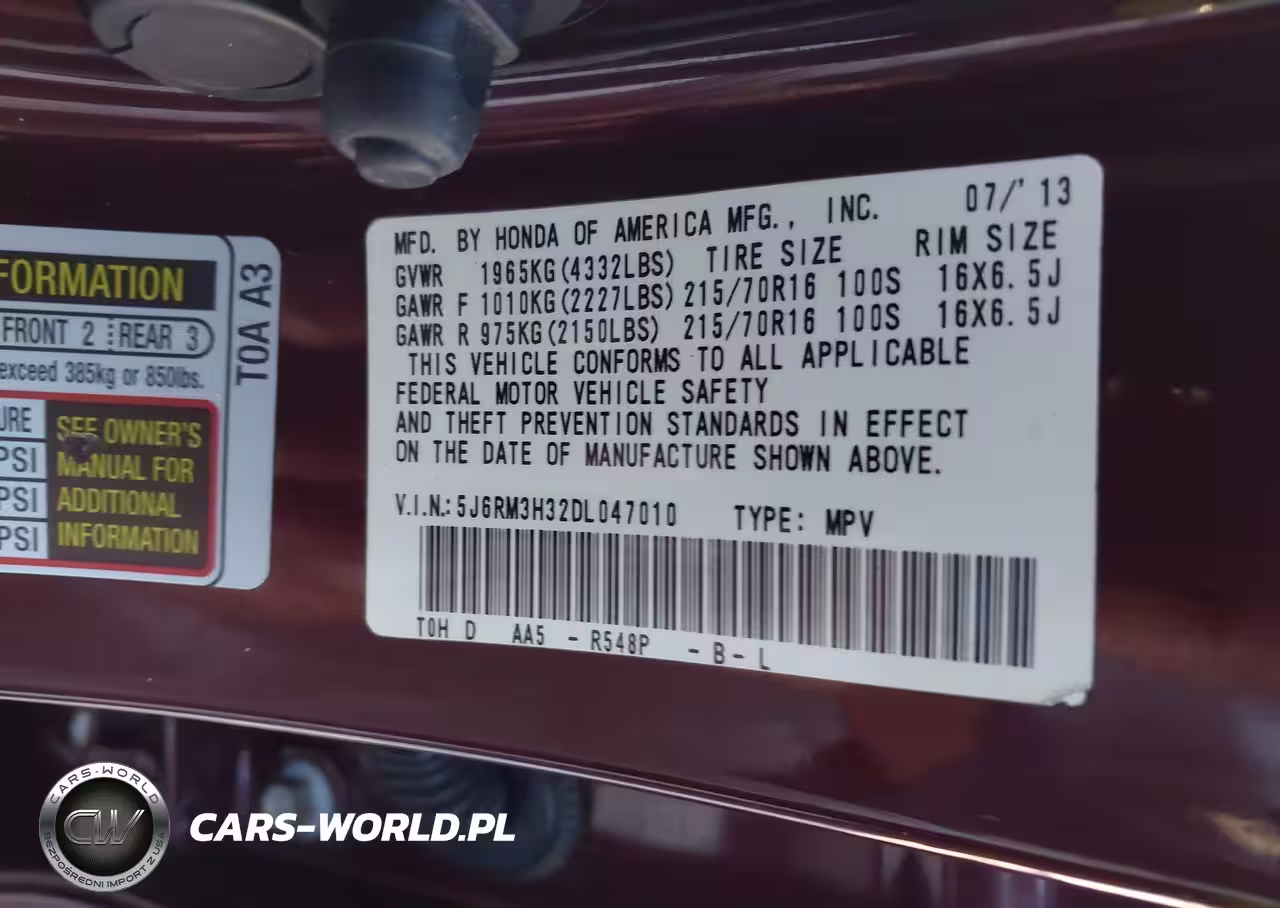 FORMATION
FRONT 2 REAR 3
exceed 385kg or 850lbs.
URE
PSI
PSI
PSI
SEE OWNER'S
MANUAL FOR
ADDITIONAL
INFORMATION
T0A A3
MFD. BY HONDA OF AMERICA MFG., INC. 07/'13
GVWR 1965KG(4332LBS) TIRE SIZE RIM SIZE
GAWR F 1010KG(2227LBS) 215/70R16 100S 16X6.5J
GAWR R 975KG(2150LBS) 215/70R16 100S 16X6.5J
THIS VEHICLE CONFORMS TO ALL APPLICABLE
FEDERAL MOTOR VEHICLE SAFETY
AND THEFT PREVENTION STANDARDS IN EFFECT
ON THE DATE OF MANUFACTURE SHOWN ABOVE.
V.I.N.: 5J6RM3H32DL047010 TYPE: MPV
T0H D AA5 - R548P - B - L
CARS-WORLD
CW
BEZPOŚREDNI IMPORT Z USA
CARS-WORLD.PL